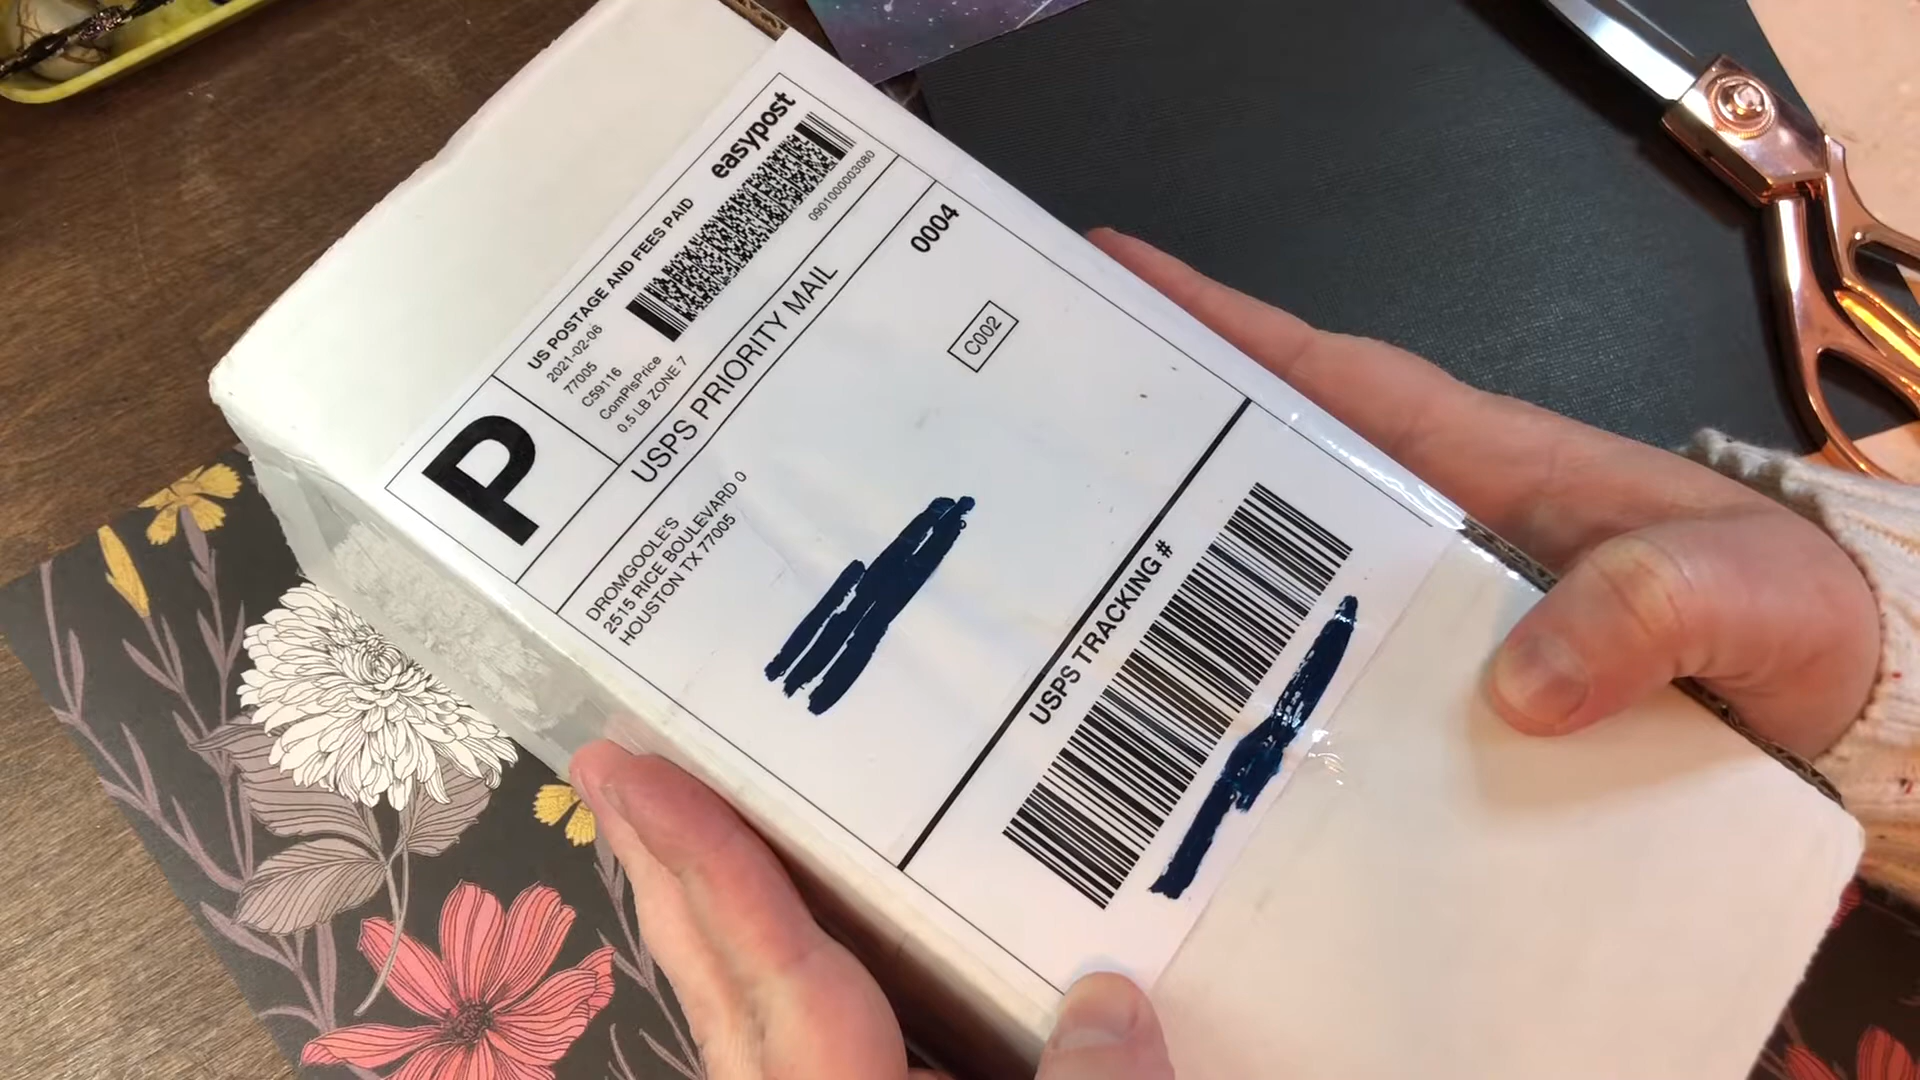 P
US POSTAGE AND FEES PAID
2021-02-06
77005
C59116
ComPlsPrice
0.5 LB ZONE 7
easypost
0901000003080
USPS PRIORITY MAIL
DROMGOOLE'S
2515 RICE BOULEVARD 0
HOUSTON TX 77005
0004
C002
USPS TRACKING #